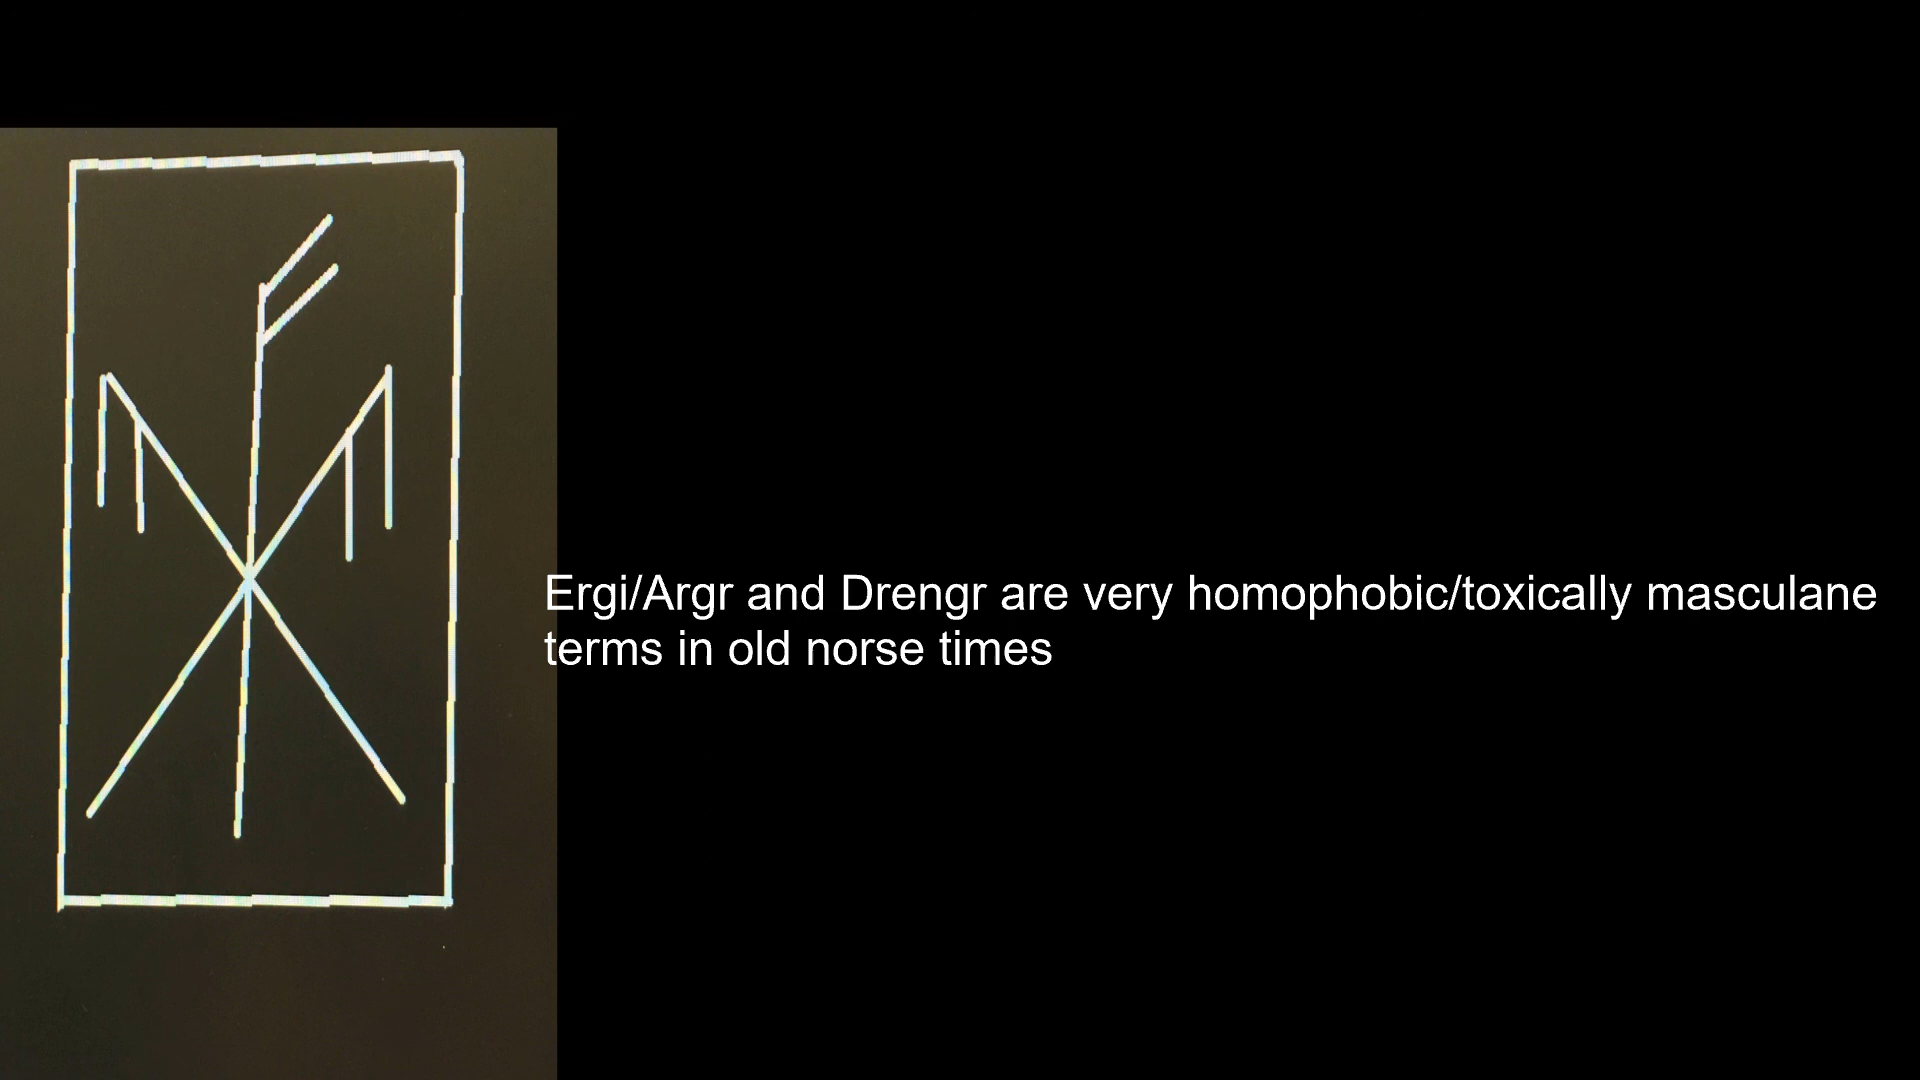 Ergi/Argr and Drengr are very homophobic/toxically masculane
terms in old norse times